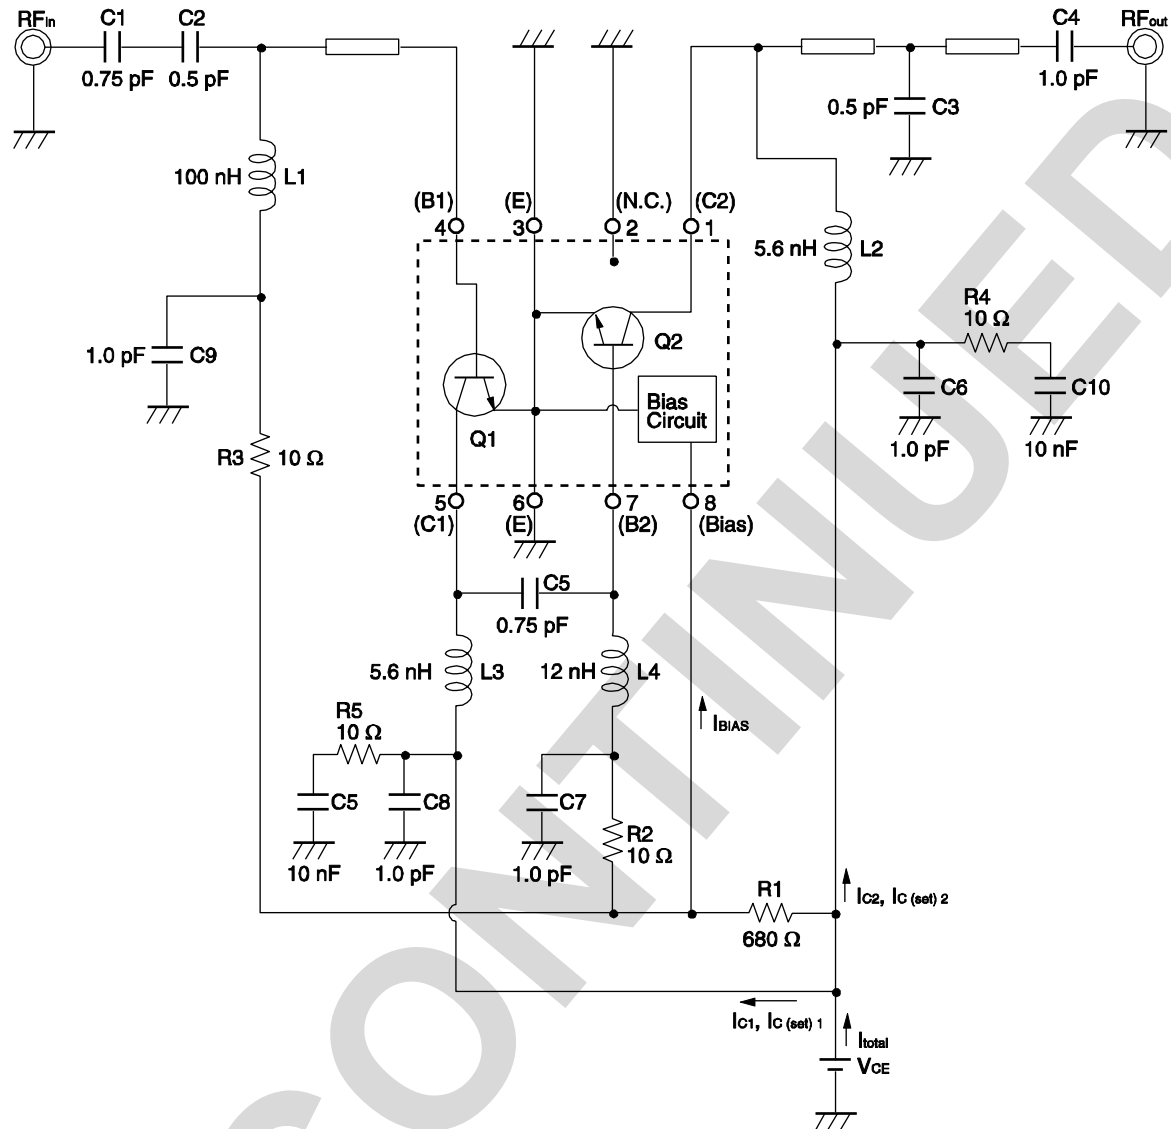 RFin
C1
C2
0.75 pF
0.5 pF
C4
RFout
1.0 pF
0.5 pF
C3
100 nH
L1
(B1)
(E)
(N.C.)
(C2)
4
3
2
1
5.6 nH
L2
R4
10 Ω
1.0 pF
C9
Q2
C6
C10
1.0 pF
10 nF
Bias
Circuit
Q1
R3
10 Ω
5
6
7
8
(C1)
(E)
(B2)
(Bias)
C5
0.75 pF
5.6 nH
L3
12 nH
L4
IBIAS
R5
10 Ω
C5
C8
C7
10 nF
1.0 pF
1.0 pF
R2
10 Ω
R1
680 Ω
IC2, IC (set) 2
IC1, IC (set) 1
Itotal
VCE
CONTINUED